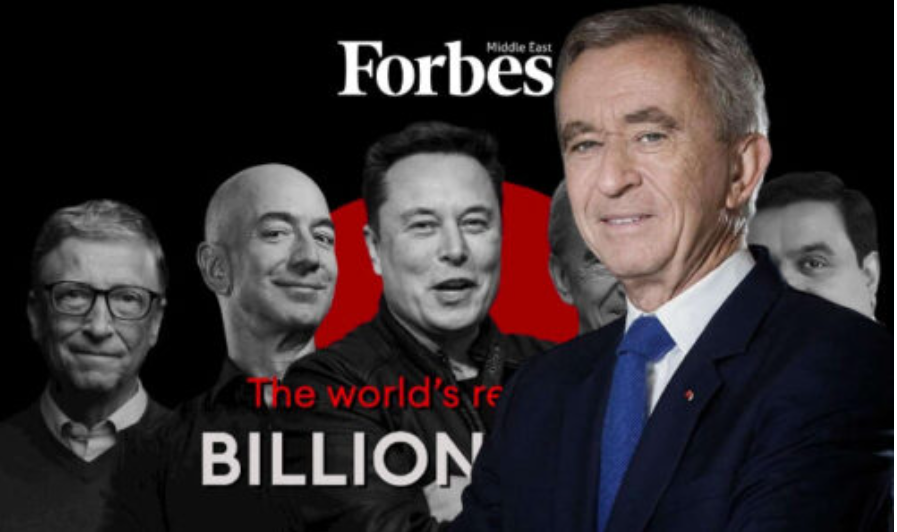 Middle East
Forbes
The world's re
BILLION